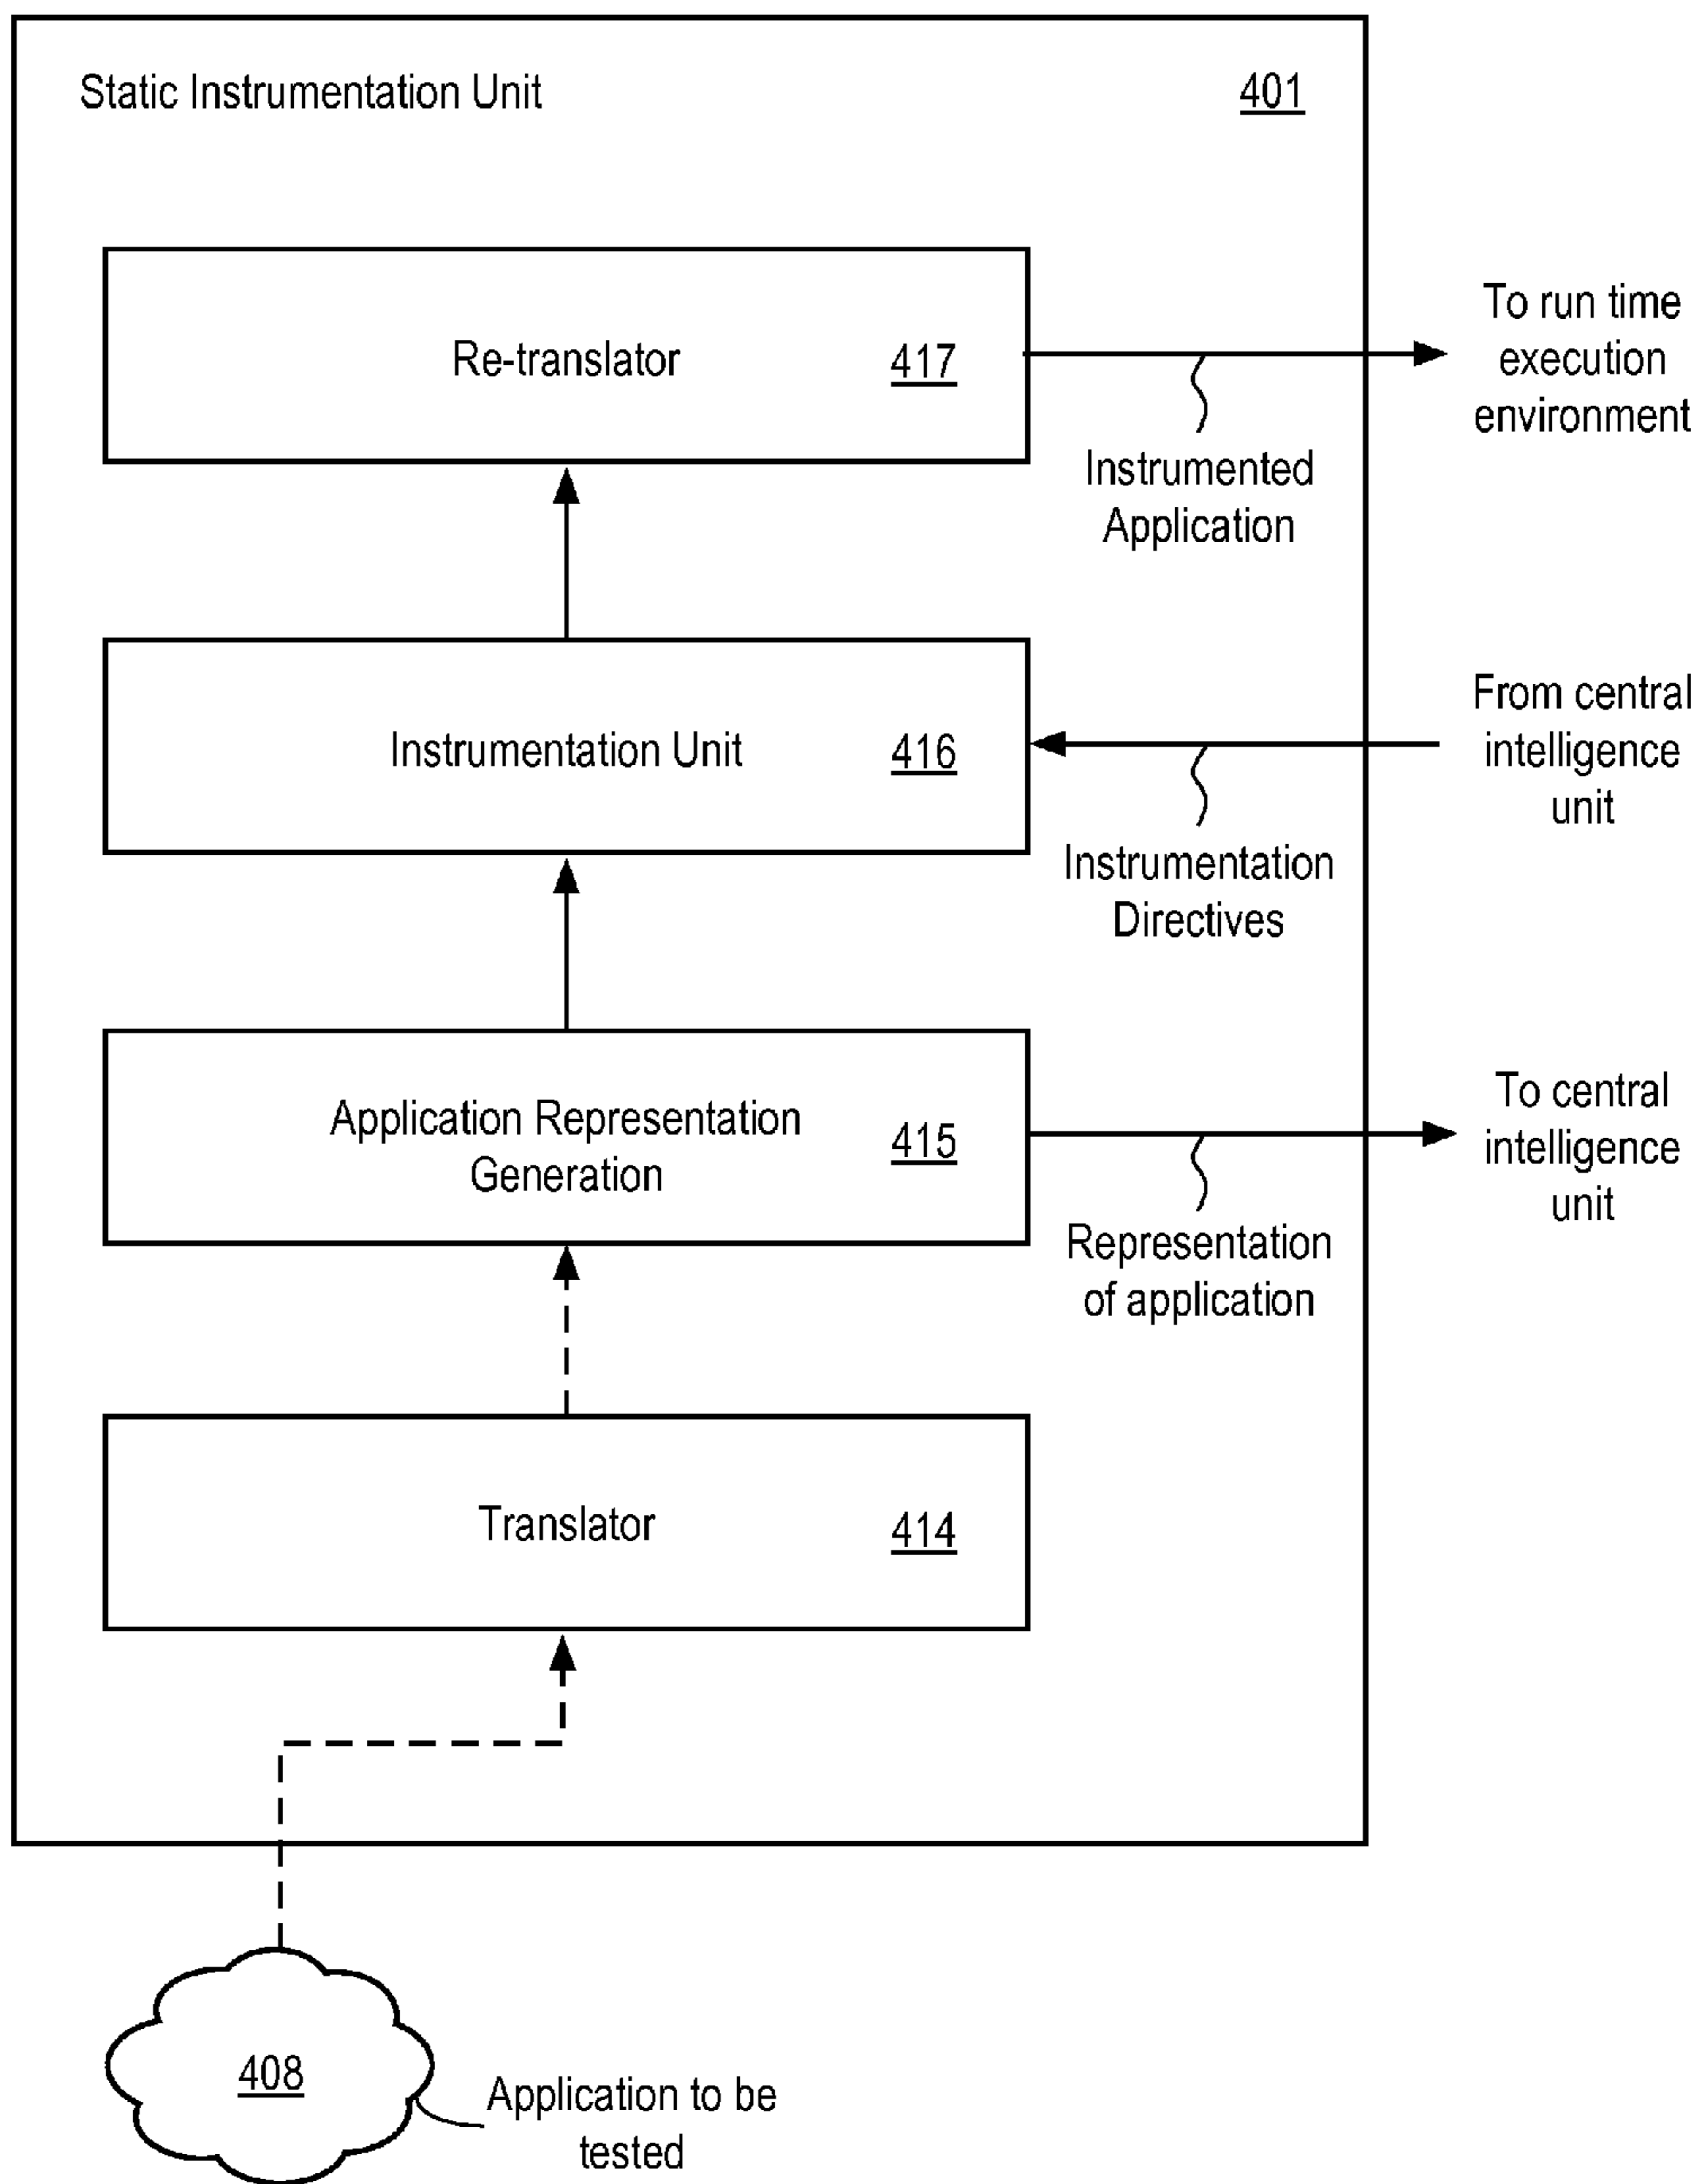 Static Instrumentation Unit 401
Re-translator 417
To run time
execution
environment
Instrumented
Application
Instrumentation Unit 416
From central
intelligence
unit
Instrumentation
Directives
Application Representation
Generation
415
To central
intelligence
unit
Representation
of application
Translator 414
408
Application to be
tested